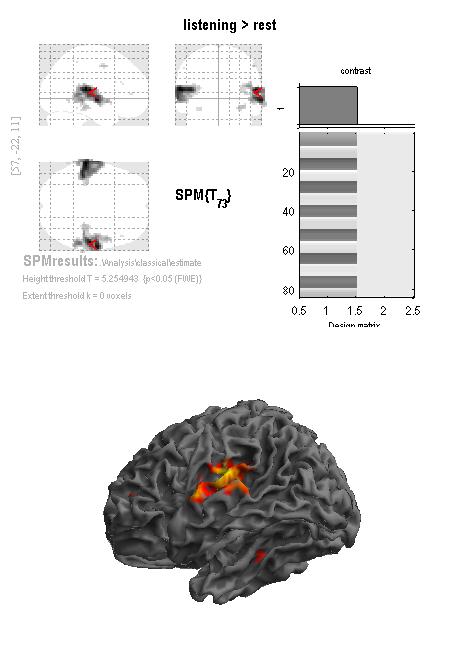 listening > rest
contrast
1
[57, -22, 11]
SPM{T73}
20
40
60
80
0.5 1 1.5 2 2.5
Design matrix
SPMresults: .\Analysis\classical\estimate
Height threshold T = 5.254943 {p<0.05 (FWE)}
Extent threshold k = 0 voxels